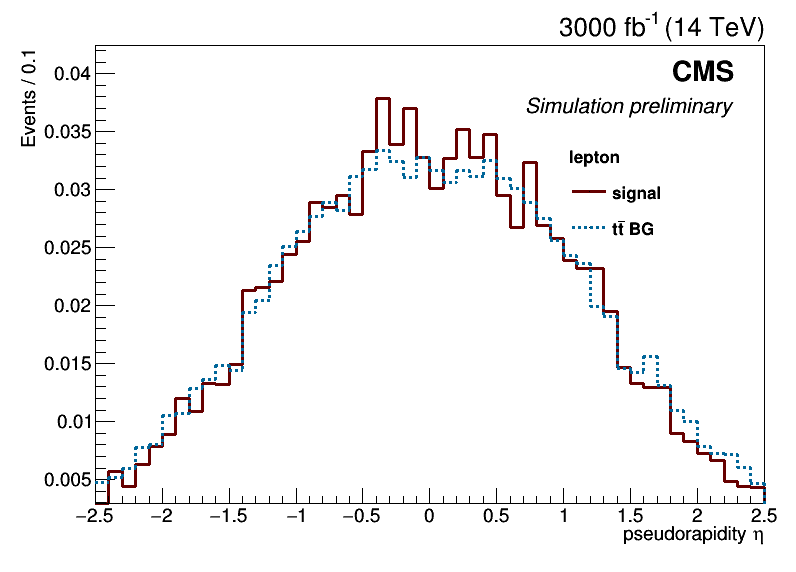 3000 fb⁻¹ (14 TeV)
Events / 0.1
0.04
0.035
0.03
0.025
0.02
0.015
0.01
0.005
CMS
Simulation preliminary
lepton
signal
tt̄ BG
−2.5 −2 −1.5 −1 −0.5 0 0.5 1 1.5 2 2.5
pseudorapidity η